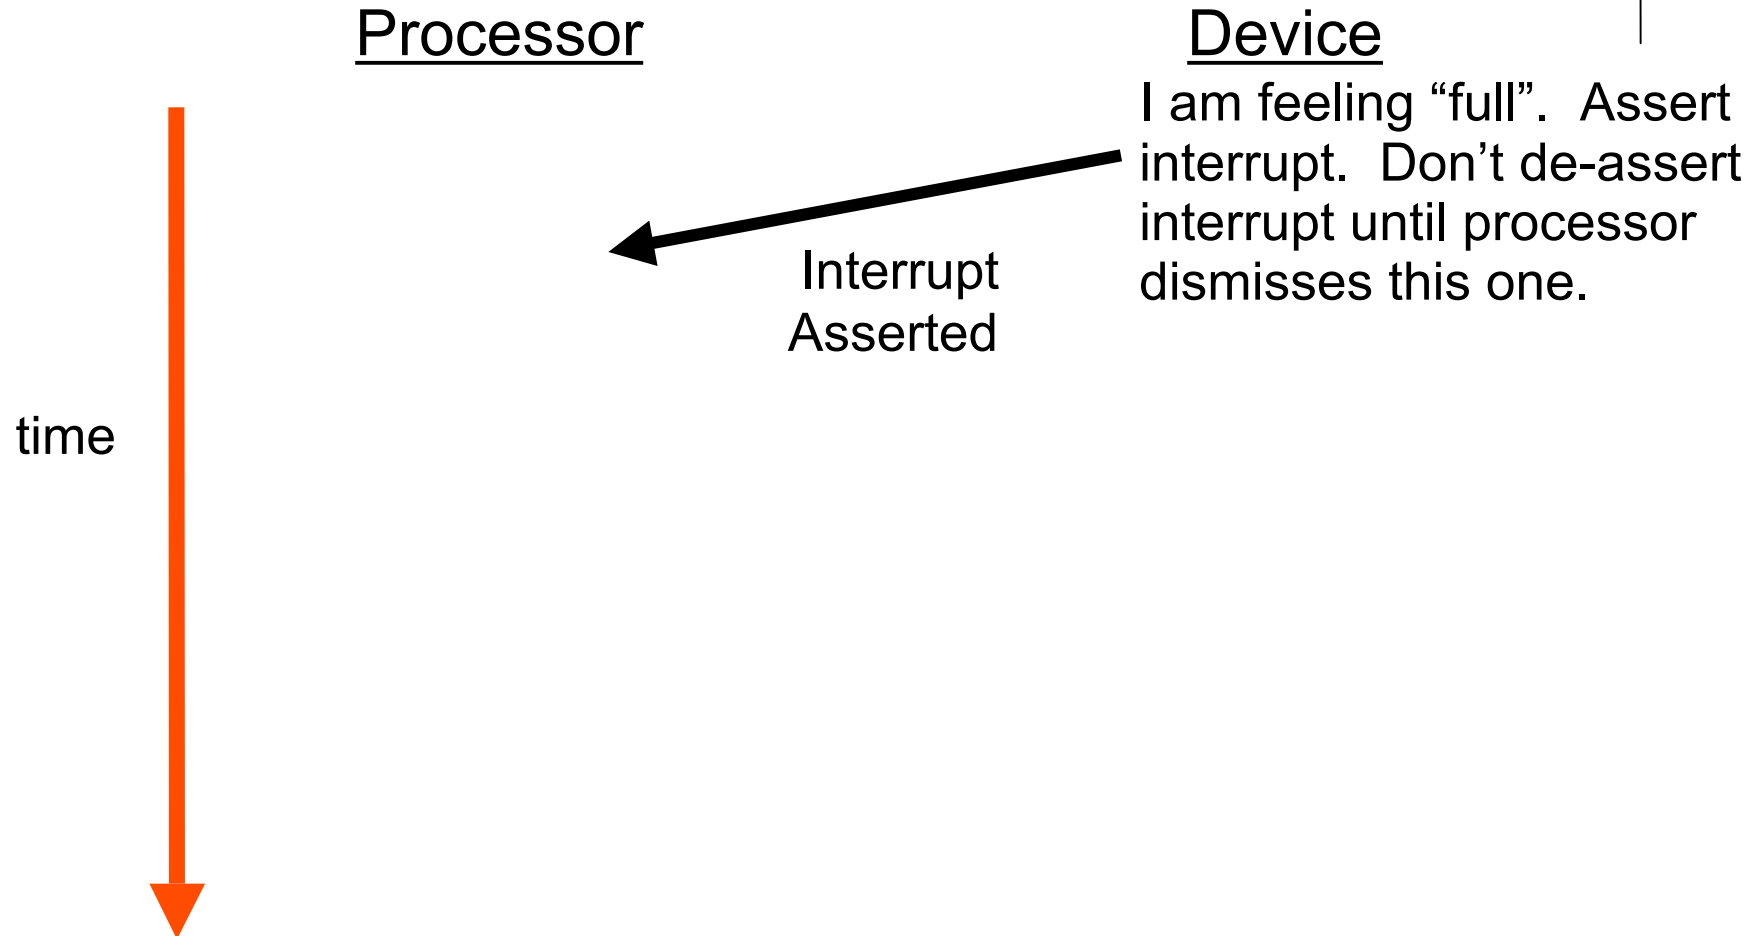 Processor
Device
I am feeling “full”.  Assert
interrupt.  Don’t de-assert
interrupt until processor
dismisses this one.
Interrupt
Asserted
time